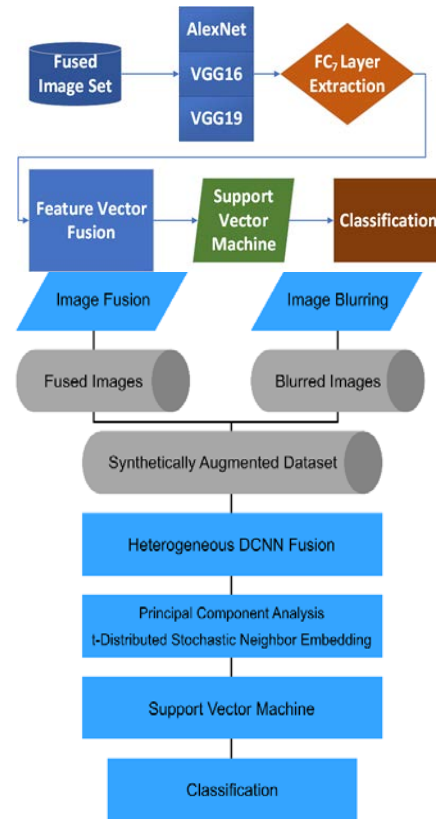 Fused
Image Set
AlexNet
VGG16
VGG19
FC₇ Layer
Extraction
Feature Vector
Fusion
Support
Vector
Machine
Classification
Image Fusion
Image Blurring
Fused Images
Blurred Images
Synthetically Augmented Dataset
Heterogeneous DCNN Fusion
Principal Component Analysis
t-Distributed Stochastic Neighbor Embedding
Support Vector Machine
Classification